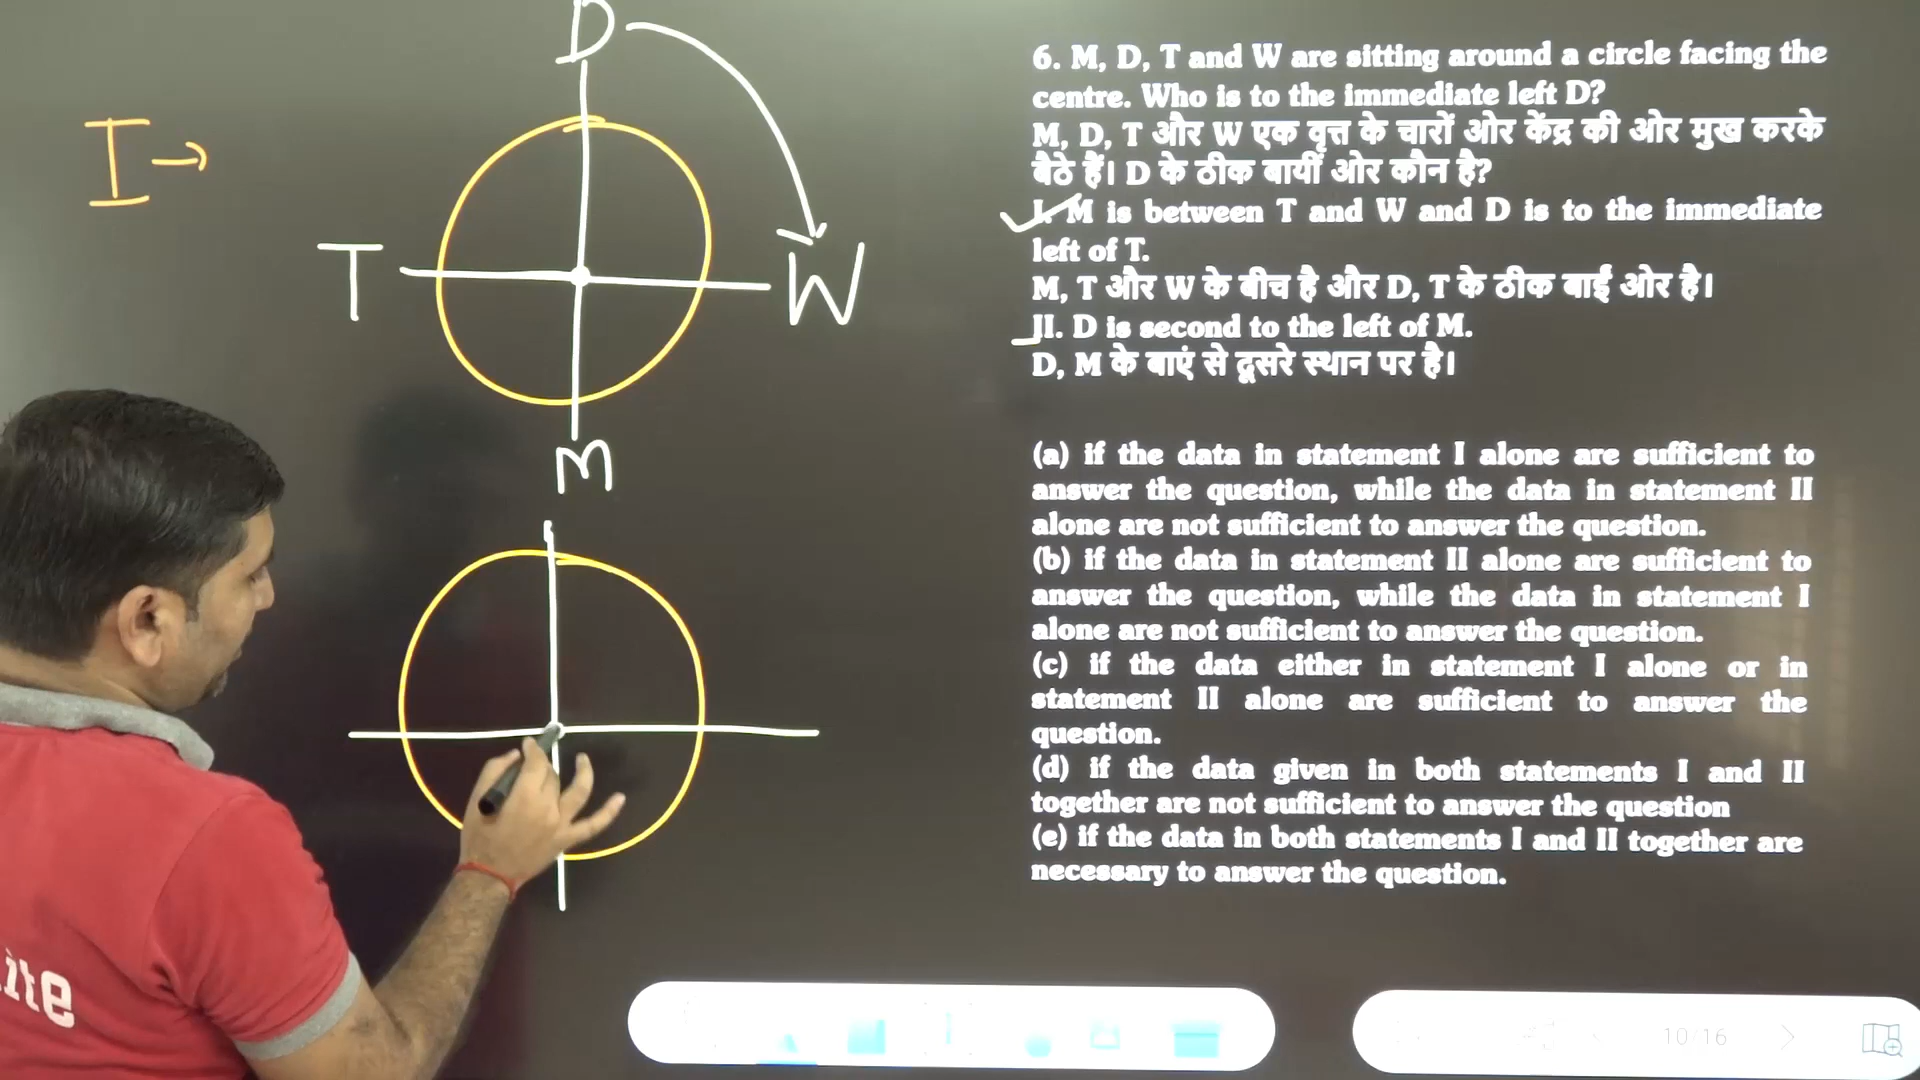 D
I →
T
W
M
6. M, D, T and W are sitting around a circle facing the
centre. Who is to the immediate left D?
M, D, T और W एक वृत्त के चारों ओर केंद्र की ओर मुख करके
बैठे हैं। D के ठीक बायीं ओर कौन है?
I. M is between T and W and D is to the immediate
left of T.
M, T और W के बीच है और D, T के ठीक बाईं ओर है।
II. D is second to the left of M.
D, M के बाएं से दूसरे स्थान पर है।
(a) if the data in statement I alone are sufficient to
answer the question, while the data in statement II
alone are not sufficient to answer the question.
(b) if the data in statement II alone are sufficient to
answer the question, while the data in statement I
alone are not sufficient to answer the question.
(c) if the data either in statement I alone or in
statement II alone are sufficient to answer the
question.
(d) if the data given in both statements I and II
together are not sufficient to answer the question
(e) if the data in both statements I and II together are
necessary to answer the question.
ite
10/16